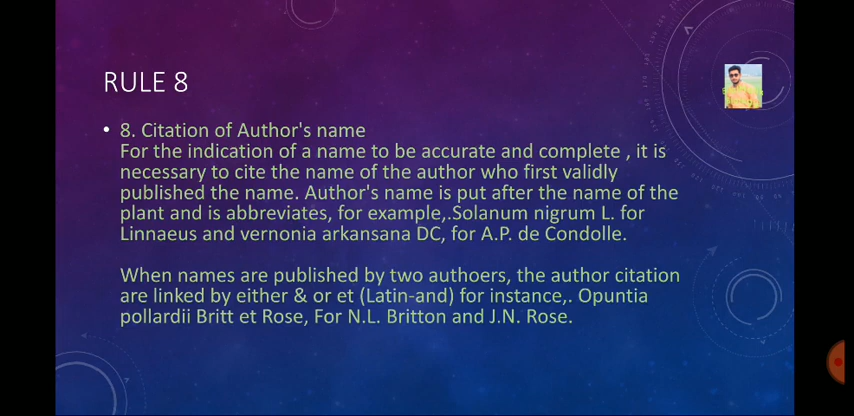 RULE 8
• 8. Citation of Author's name
For the indication of a name to be accurate and complete , it is
necessary to cite the name of the author who first validly
published the name. Author's name is put after the name of the
plant and is abbreviates, for example,.Solanum nigrum L. for
Linnaeus and vernonia arkansana DC, for A.P. de Condolle.
When names are published by two authoers, the author citation
are linked by either & or et (Latin-and) for instance,. Opuntia
pollardii Britt et Rose, For N.L. Britton and J.N. Rose.